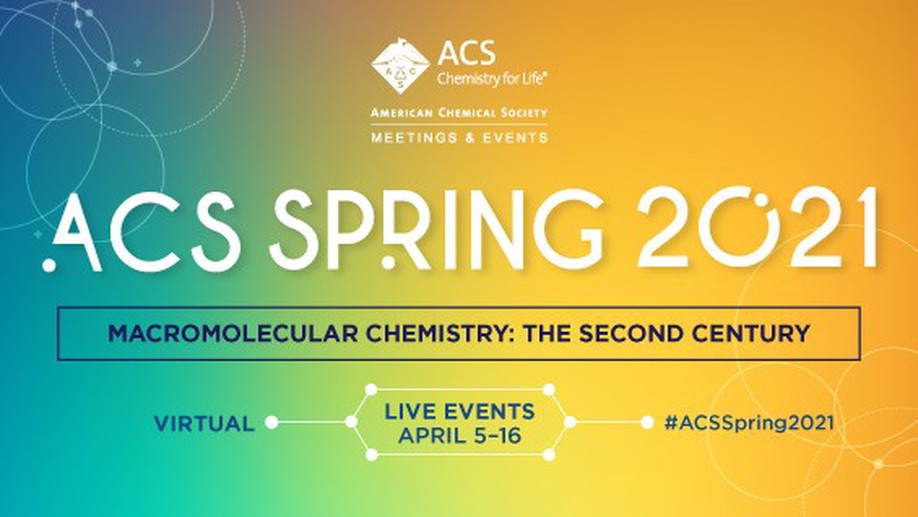 ACS
Chemistry for Life®
A C S
AMERICAN CHEMICAL SOCIETY
MEETINGS & EVENTS
ACS SPRING 2021
MACROMOLECULAR CHEMISTRY: THE SECOND CENTURY
VIRTUAL
LIVE EVENTS
APRIL 5–16
#ACSSpring2021